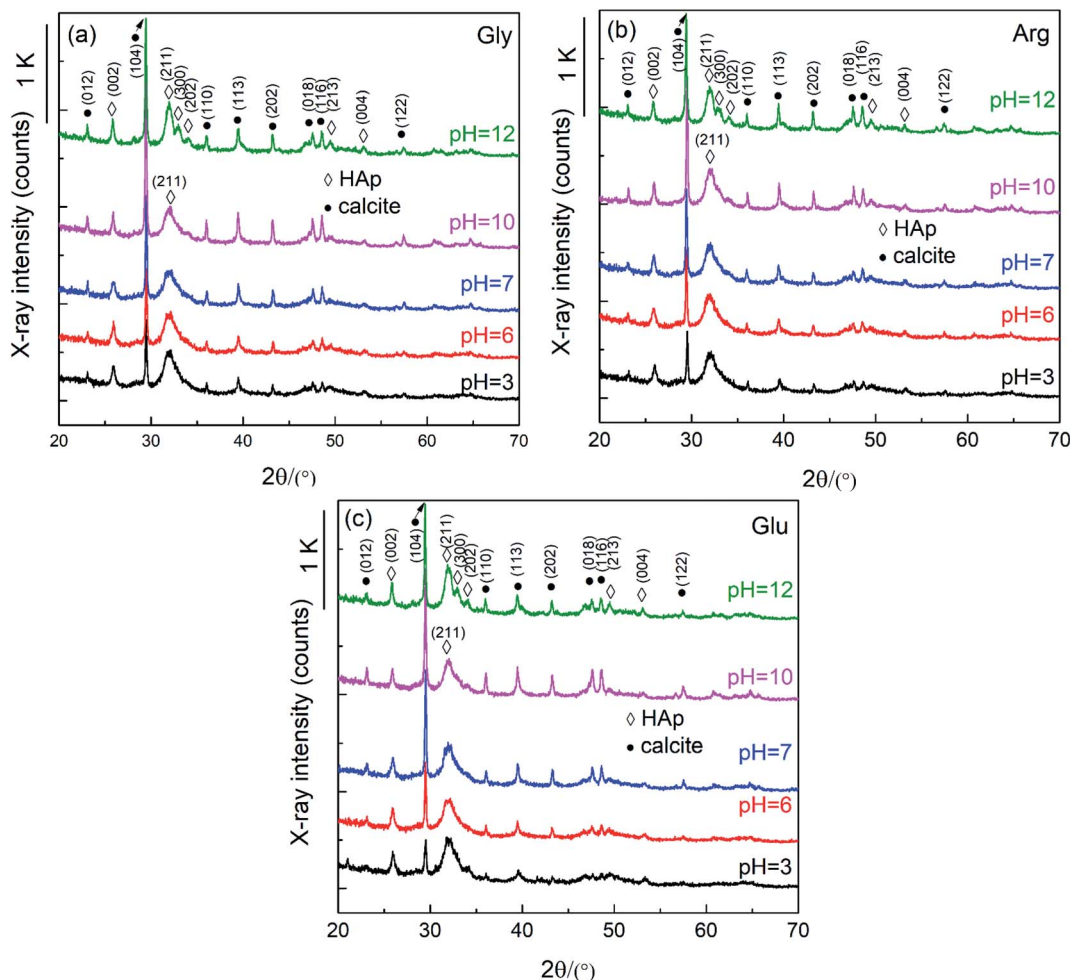 (a)
Gly
1 K
X-ray intensity (counts)
(012)
(002)
(104)
(211)
(300)
(202)
(110)
(113)
(202)
(018)
(116)
(213)
(004)
(122)
pH=12
(211)
◇ HAp
● calcite
pH=10
pH=7
pH=6
pH=3
20 30 40 50 60 70
2θ/(°)
(b)
Arg
1 K
X-ray intensity (counts)
(012)
(002)
(104)
(211)
(300)
(202)
(110)
(113)
(202)
(018)
(116)
(213)
(004)
(122)
pH=12
(211)
pH=10
◇ HAp
● calcite
pH=7
pH=6
pH=3
20 30 40 50 60 70
2θ/(°)
(c)
Glu
1 K
X-ray intensity (counts)
(012)
(002)
(104)
(211)
(300)
(202)
(110)
(113)
(202)
(018)
(116)
(213)
(004)
(122)
pH=12
(211)
pH=10
◇ HAp
● calcite
pH=7
pH=6
pH=3
20 30 40 50 60 70
2θ/(°)